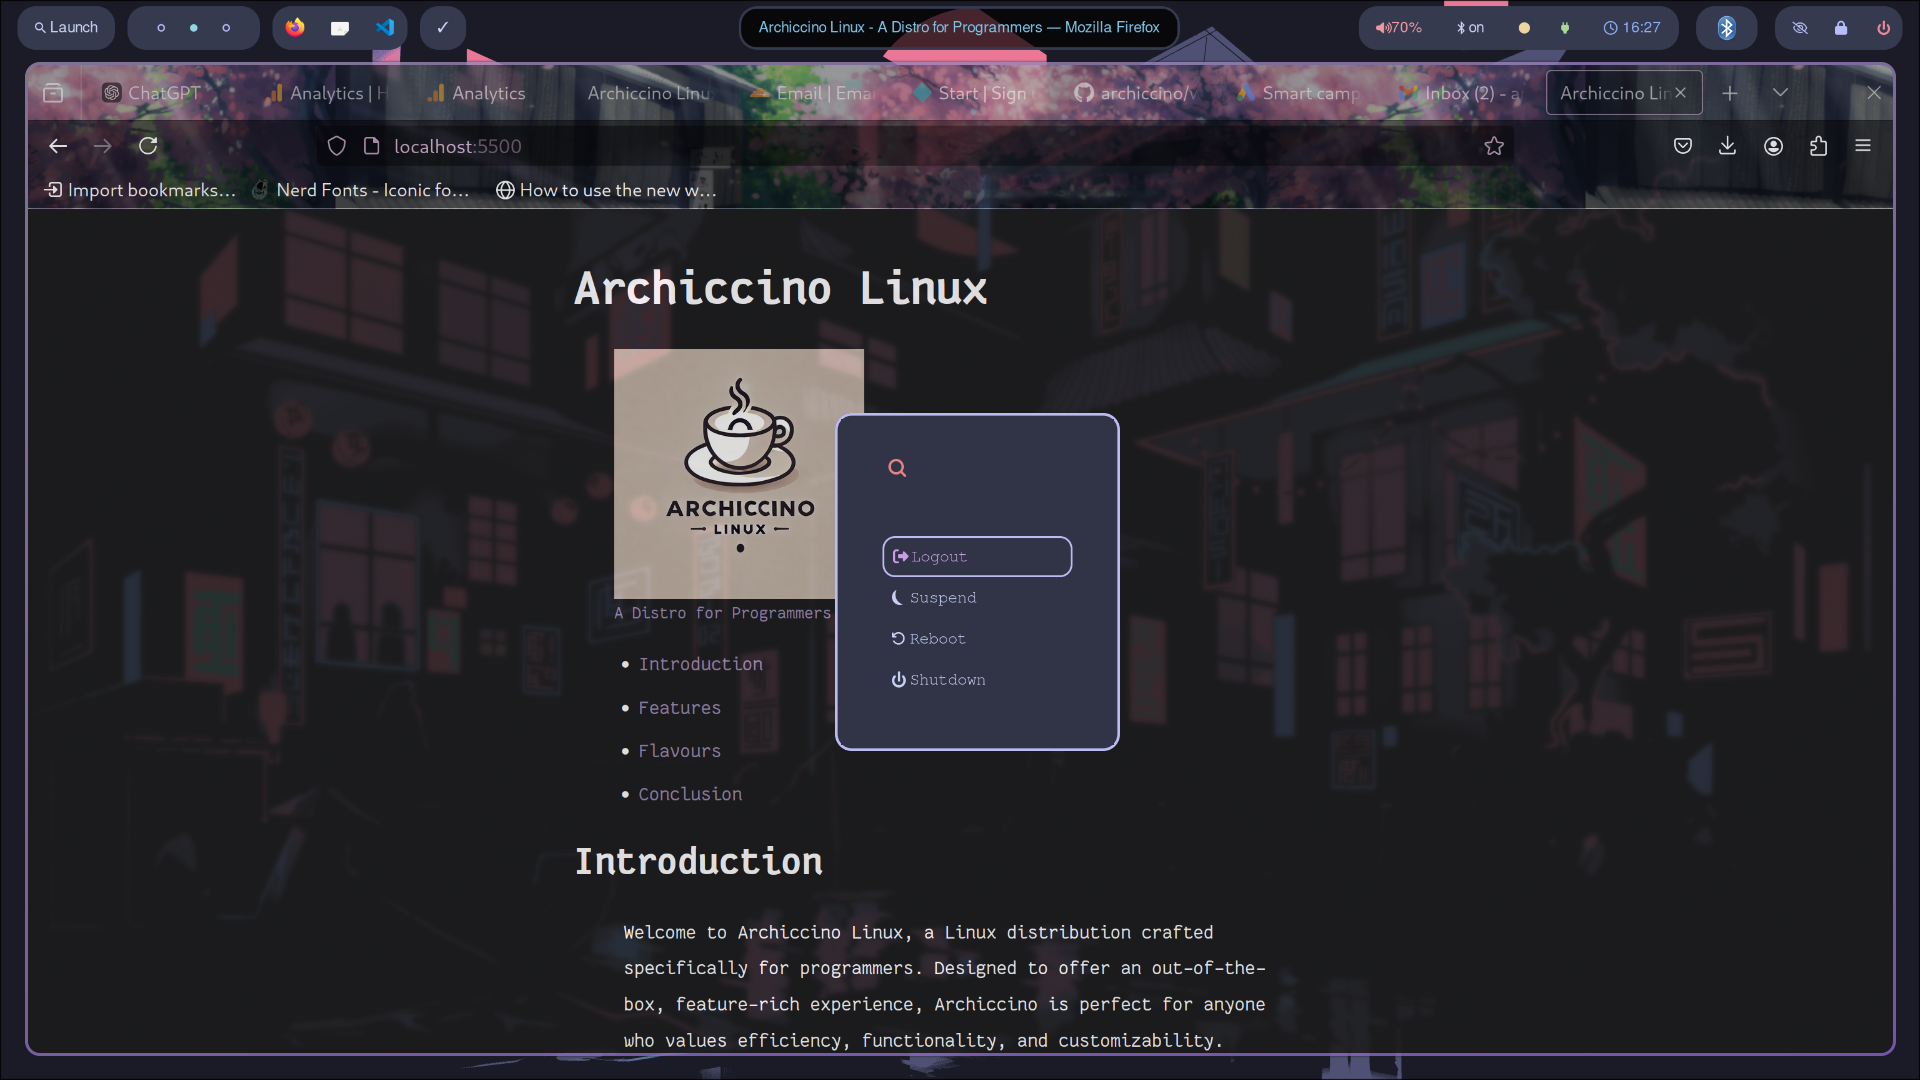 Launch
✓
Archiccino Linux - A Distro for Programmers — Mozilla Firefox
70%
on
16:27
ChatGPT
Analytics | H
Analytics
Archiccino Linu
Email | Ema
Start | Sign
archiccino/w
Smart camp
Inbox (2) - a
Archiccino Lin
localhost:5500
Import bookmarks...
Nerd Fonts - Iconic fo...
How to use the new w...
Archiccino Linux
ARCHICCINO
LINUX
A Distro for Programmers
Logout
Suspend
Reboot
Shutdown
• Introduction
• Features
• Flavours
• Conclusion
Introduction
Welcome to Archiccino Linux, a Linux distribution crafted
specifically for programmers. Designed to offer an out-of-the-
box, feature-rich experience, Archiccino is perfect for anyone
who values efficiency, functionality, and customizability.